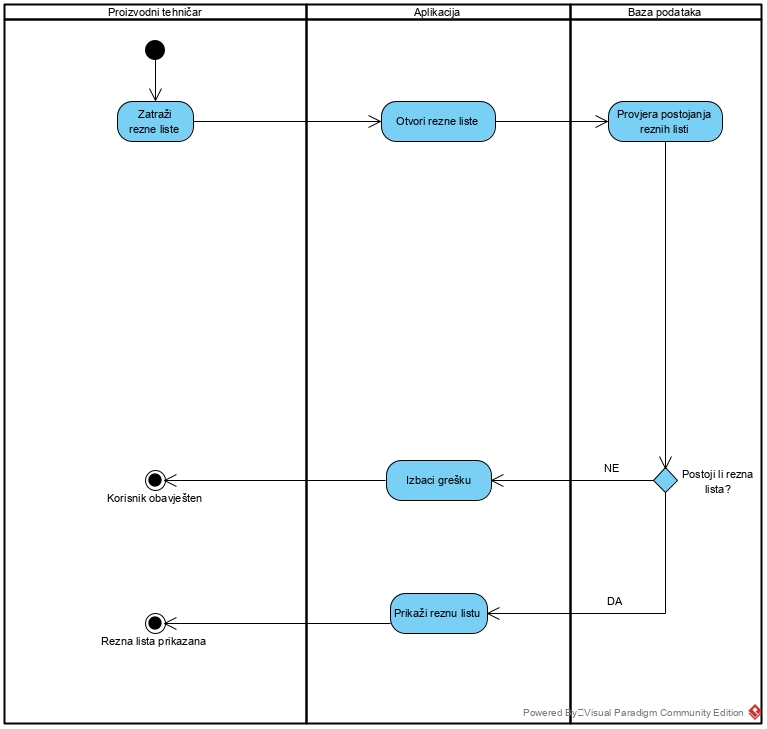 Proizvodni tehničar
Aplikacija
Baza podataka
Zatraži
rezne liste
Otvori rezne liste
Provjera postojanja
reznih listi
NE
Postoji li rezna
lista?
Izbaci grešku
Korisnik obavješten
DA
Prikaži reznu listu
Rezna lista prikazana
Powered By Visual Paradigm Community Edition